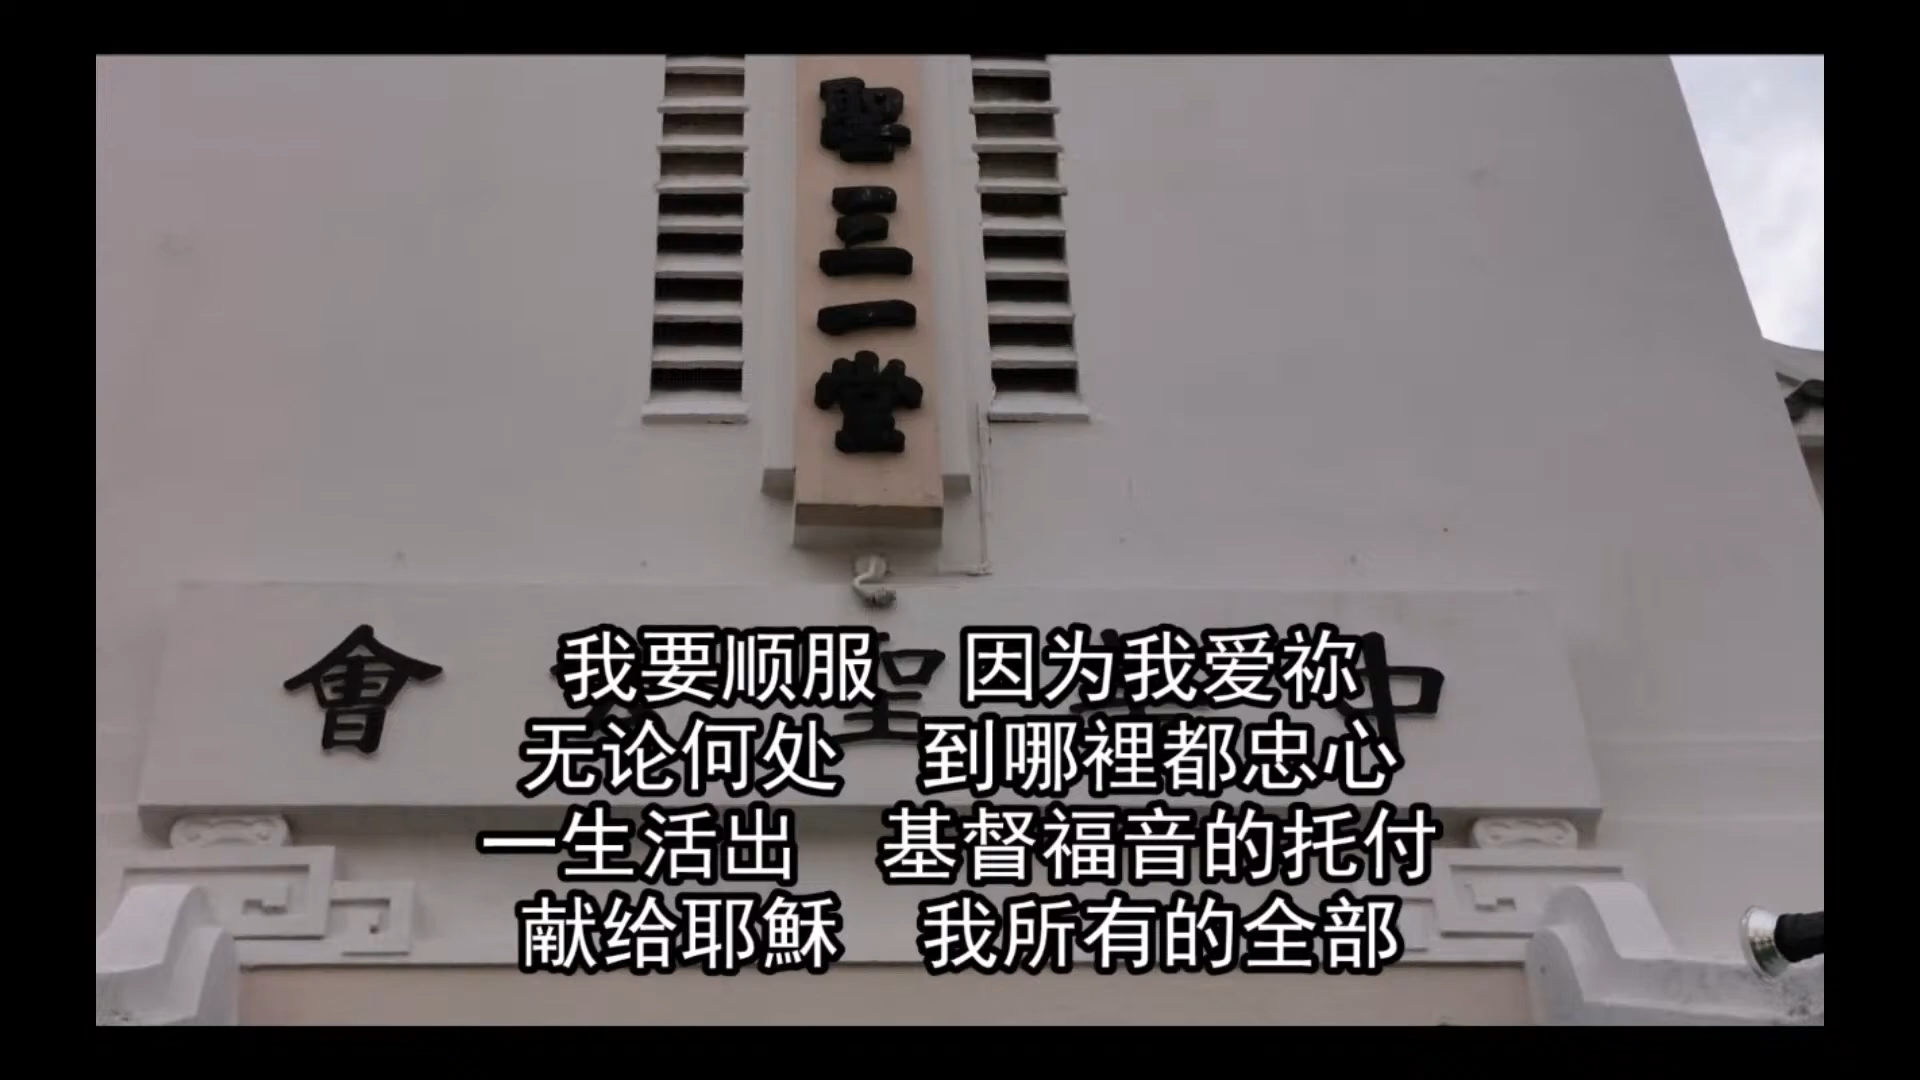 聖三一堂
我要顺服　因为我爱祢
无论何处　到哪裡都忠心
一生活出　基督福音的托付
献给耶穌　我所有的全部